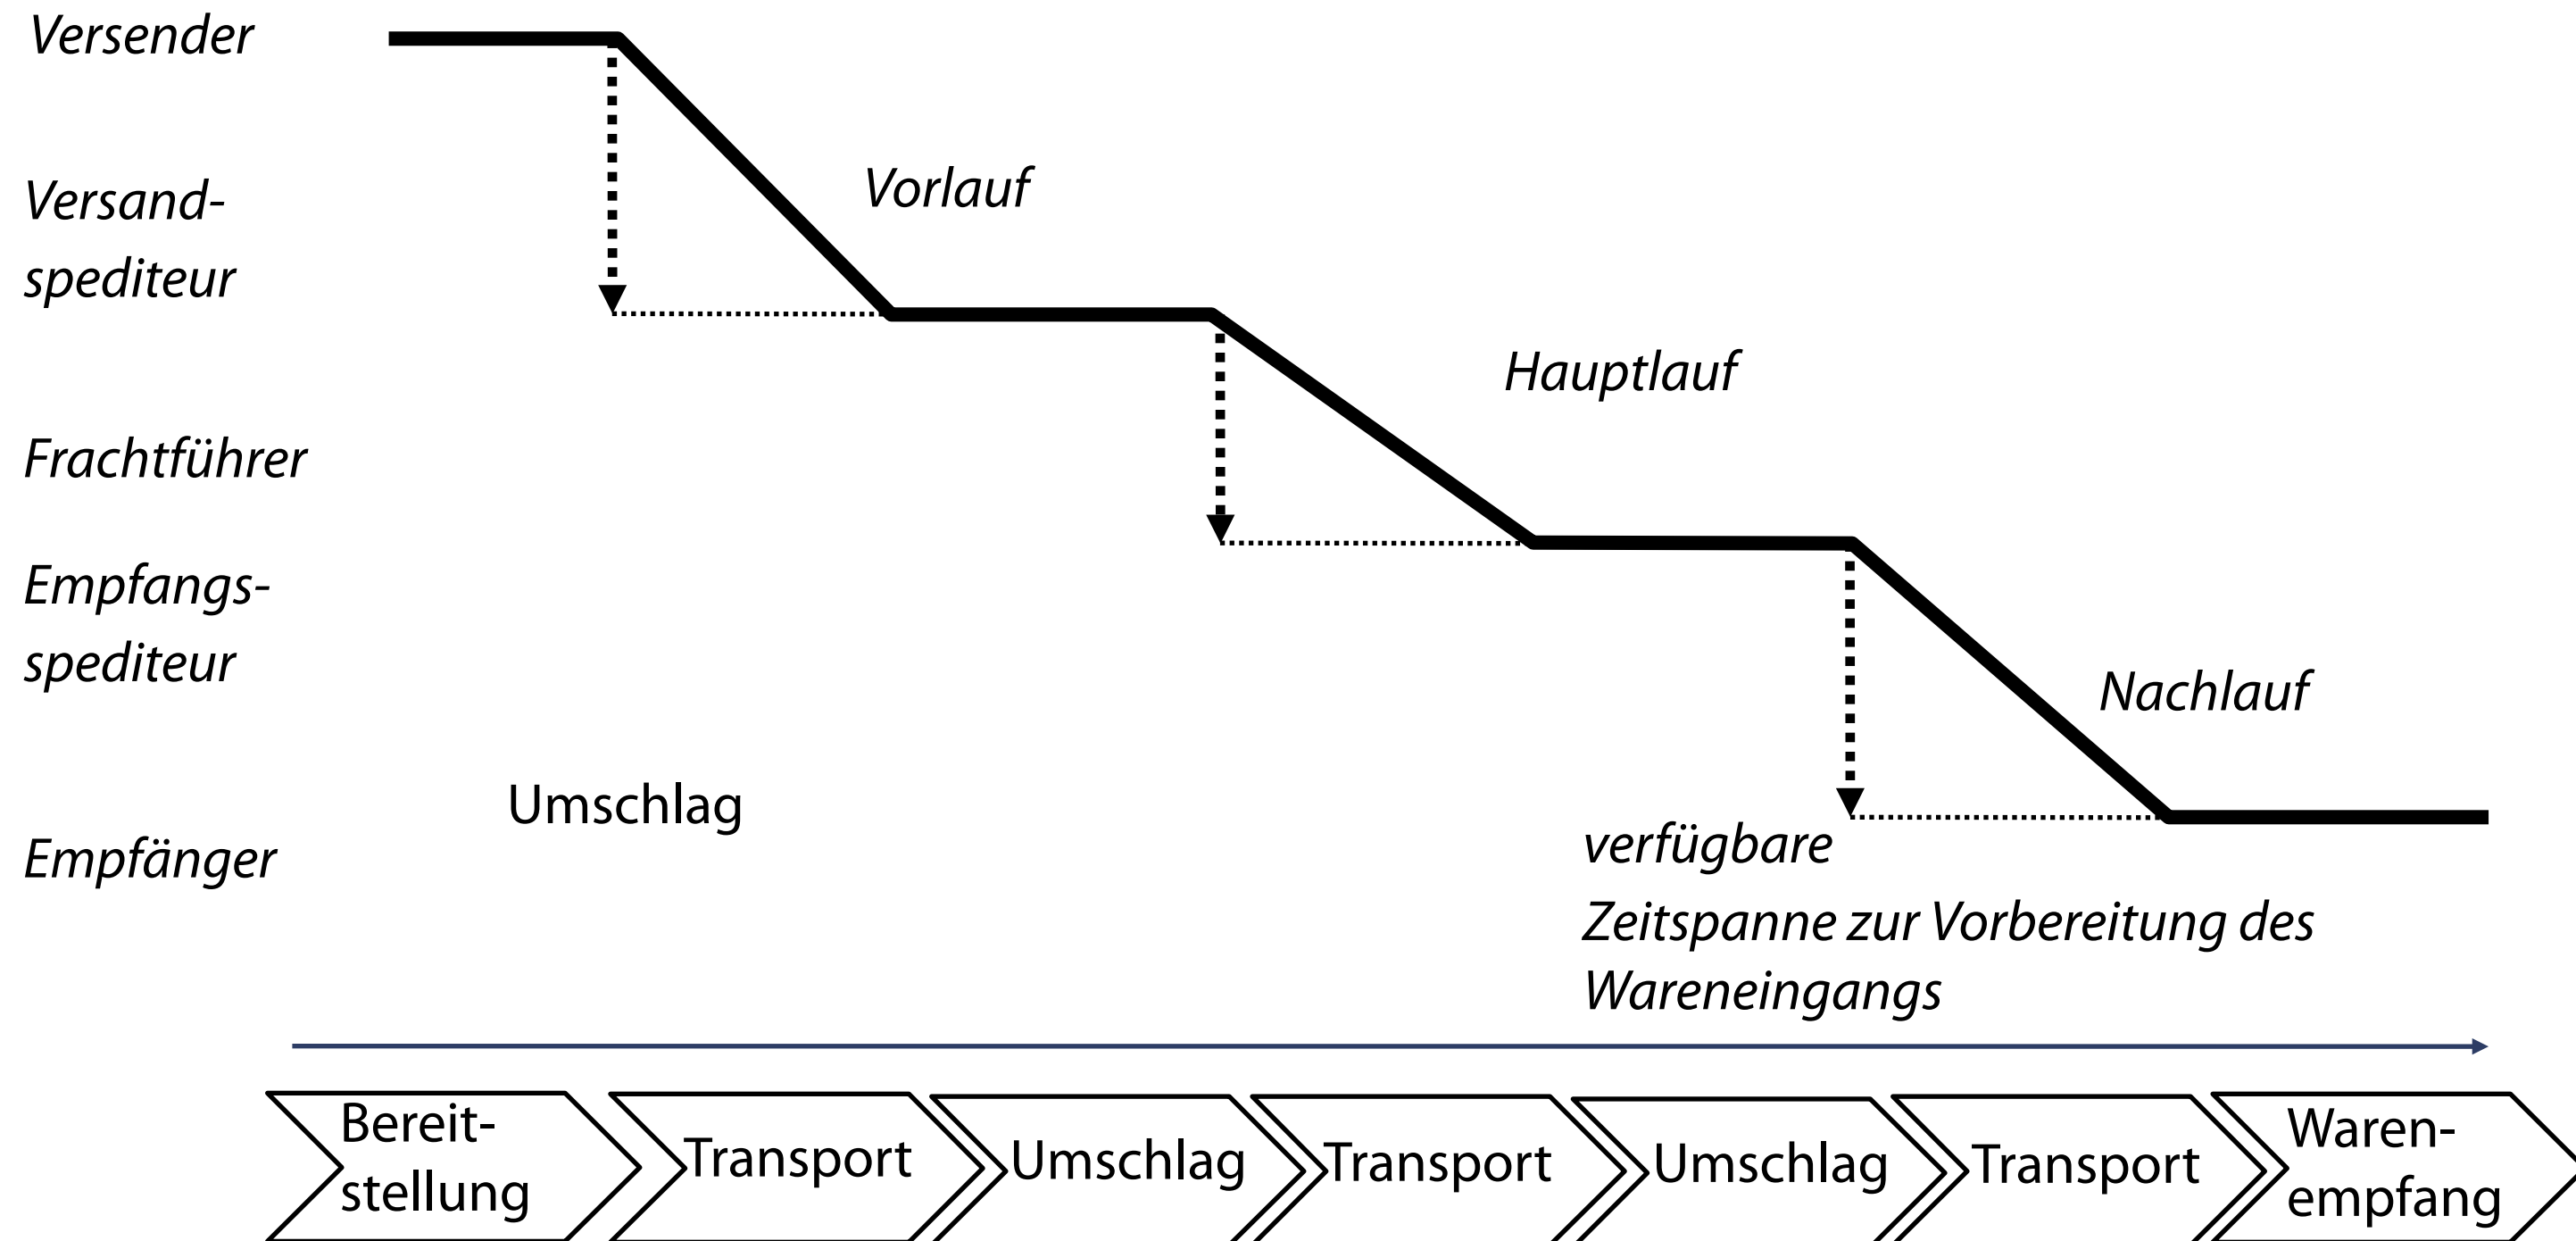 Versender
Versand-
spediteur
Vorlauf
Hauptlauf
Frachtführer
Empfangs-
spediteur
Nachlauf
Umschlag
Empfänger
verfügbare
Zeitspanne zur Vorbereitung des
Wareneingangs
Bereit-
stellung
Transport
Umschlag
Transport
Umschlag
Transport
Waren-
empfang